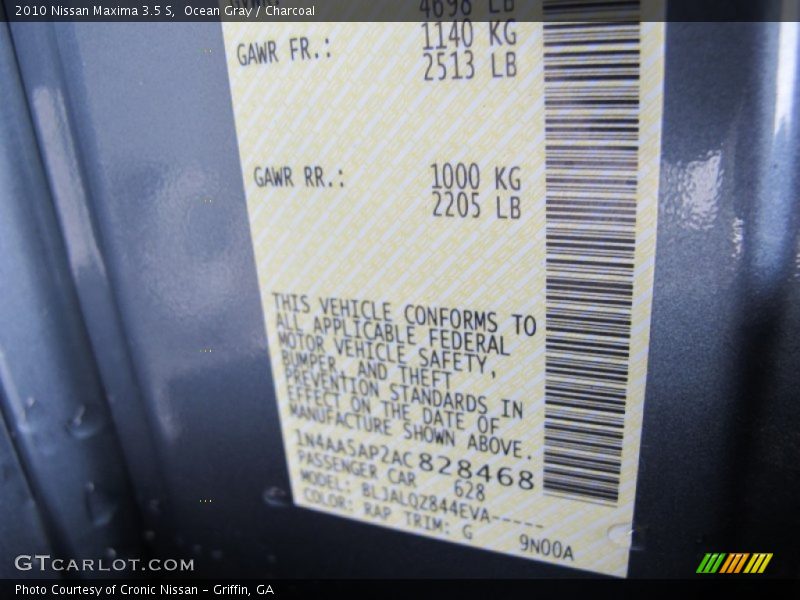 2010 Nissan Maxima 3.5 S,  Ocean Gray / Charcoal
4698 LB
GAWR FR.: 1140 KG
2513 LB
GAWR RR.: 1000 KG
2205 LB
THIS VEHICLE CONFORMS TO
ALL APPLICABLE FEDERAL
MOTOR VEHICLE SAFETY,
BUMPER, AND THEFT
PREVENTION STANDARDS IN
EFFECT ON THE DATE OF
MANUFACTURE SHOWN ABOVE.
1N4AA5AP2AC828468
PASSENGER CAR 628
MODEL: BLJALQZ844EVA-----
COLOR: RAP TRIM: G 9N00A
GTCARLOT.COM
Photo Courtesy of Cronic Nissan – Griffin, GA